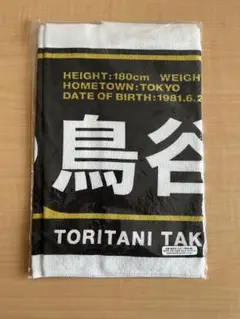 HEIGHT:180cm WEIGH
HOMETOWN:TOKYO
DATE OF BIRTH:1981.6.2
鳥谷
TORITANI TAK